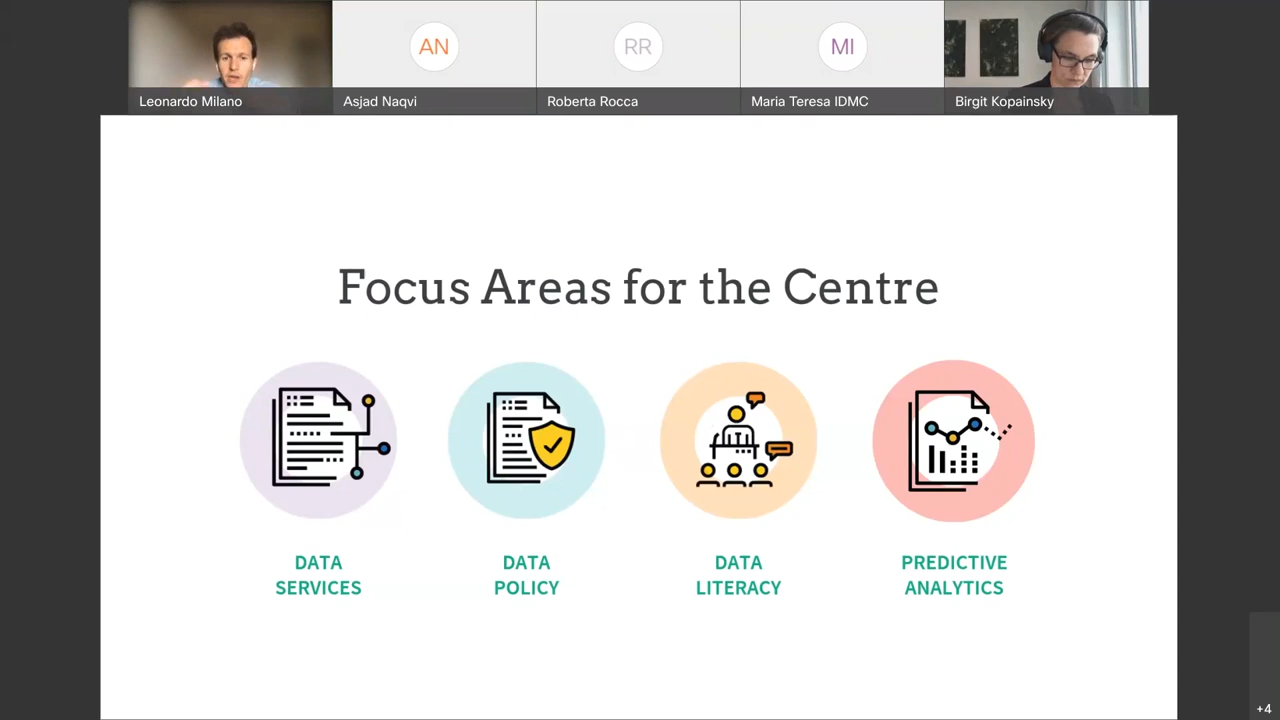 AN
RR
MI
Leonardo Milano
Asjad Naqvi
Roberta Rocca
Maria Teresa IDMC
Birgit Kopainsky
Focus Areas for the Centre
DATA
SERVICES
DATA
POLICY
DATA
LITERACY
PREDICTIVE
ANALYTICS
+4